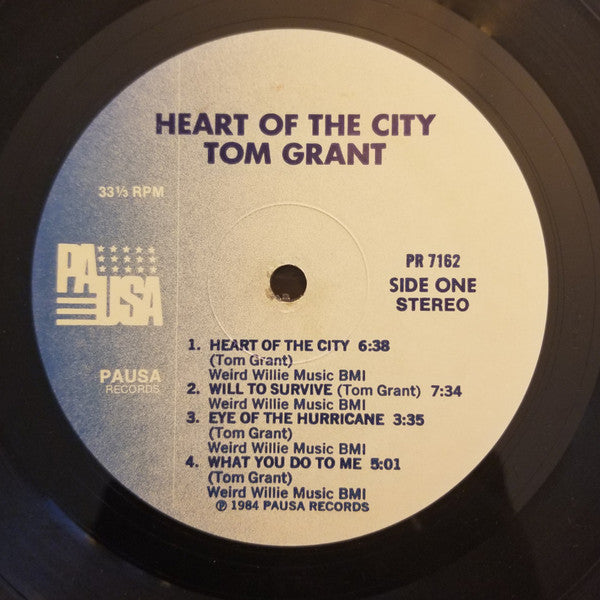 HEART OF THE CITY
TOM GRANT
33⅓ RPM
PAUSA
PAUSA
RECORDS
PR 7162
SIDE ONE
STEREO
1. HEART OF THE CITY 6:38
(Tom Grant)
Weird Willie Music BMI
2. WILL TO SURVIVE (Tom Grant) 7:34
Weird Willie Music BMI
3. EYE OF THE HURRICANE 3:35
(Tom Grant)
Weird Willie Music BMI
4. WHAT YOU DO TO ME 5:01
(Tom Grant)
Weird Willie Music BMI
℗ 1984 PAUSA RECORDS